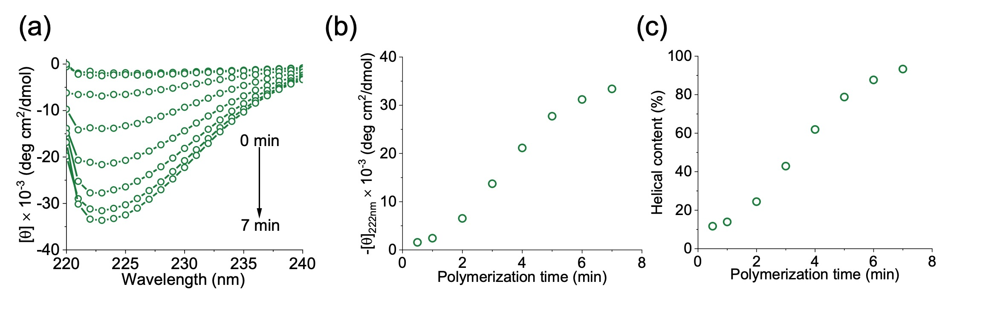 (a)
0
-10
-20
-30
-40
[θ] × 10⁻³ (deg cm²/dmol)
0 min
7 min
220 225 230 235 240
Wavelength (nm)
(b)
40
30
20
10
0
-[θ]₂₂₂ₙₘ × 10⁻³ (deg cm²/dmol)
0 2 4 6 8
Polymerization time (min)
(c)
100
80
60
40
20
0
Helical content (%)
0 2 4 6 8
Polymerization time (min)